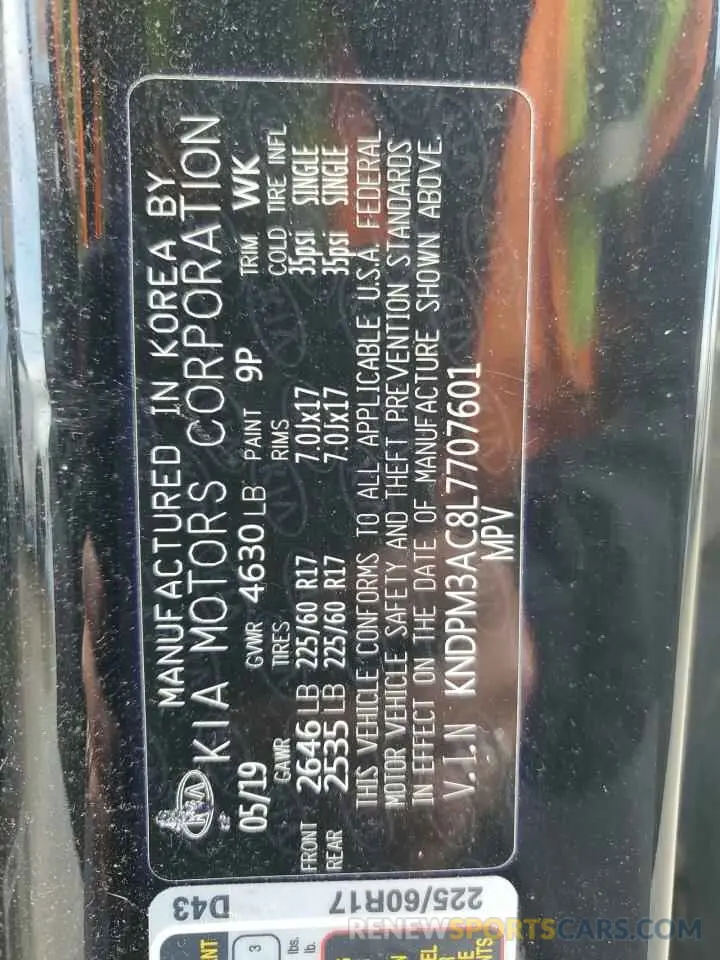 MANUFACTURED IN KOREA BY
KIA MOTORS CORPORATION
05/19 GVWR 4630 LB PAINT 9P TRIM WK
GAWR TIRES RIMS COLD TIRE INFL
FRONT 2646 LB 225/60 R17 7.0Jx17 35psi SINGLE
REAR 2535 LB 225/60 R17 7.0Jx17 35psi SINGLE
THIS VEHICLE CONFORMS TO ALL APPLICABLE U.S.A. FEDERAL
MOTOR VEHICLE SAFETY AND THEFT PREVENTION STANDARDS
IN EFFECT ON THE DATE OF MANUFACTURE SHOWN ABOVE.
V.I.N KNDPM3AC8L7707601
MPV
D43
225/60R17
3
lbs.
lb.
RENEWSPORTSCARS.COM